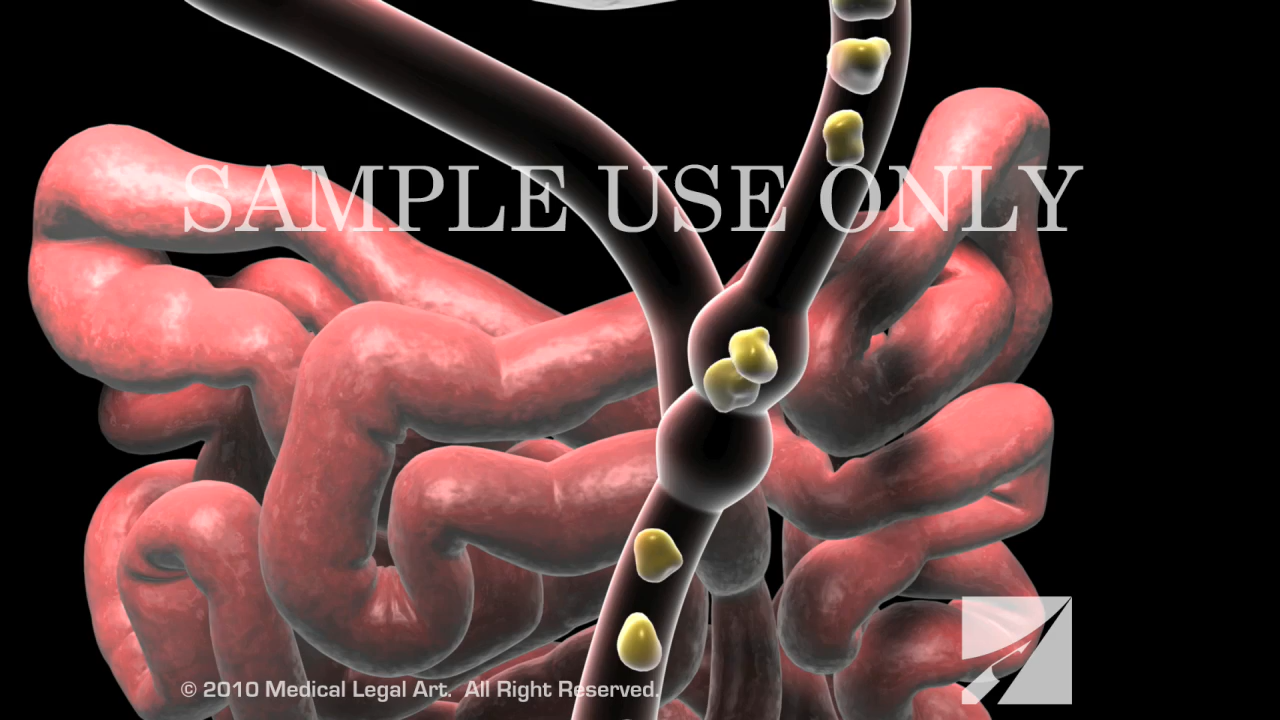 SAMPLE USE ONLY
© 2010 Medical Legal Art.  All Right Reserved.